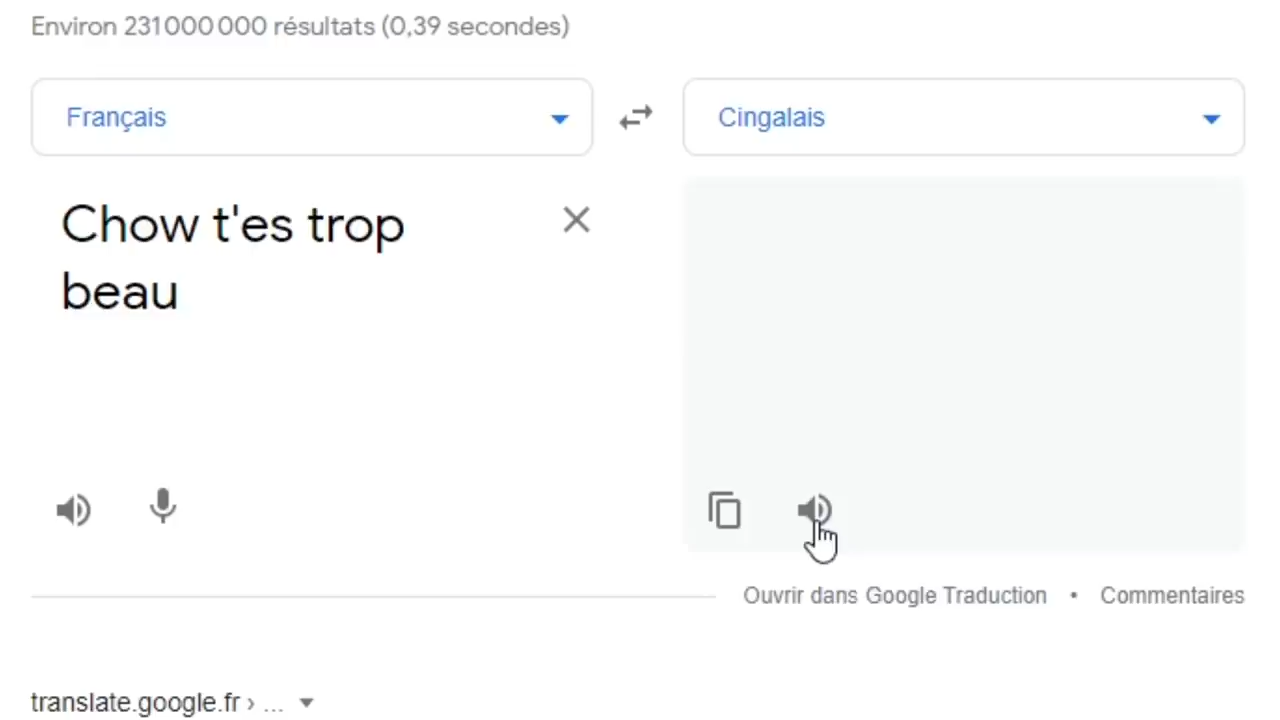 Environ 231 000 000 résultats (0,39 secondes)
Français
Cingalais
Chow t'es trop
beau
Ouvrir dans Google Traduction • Commentaires
translate.google.fr › ...